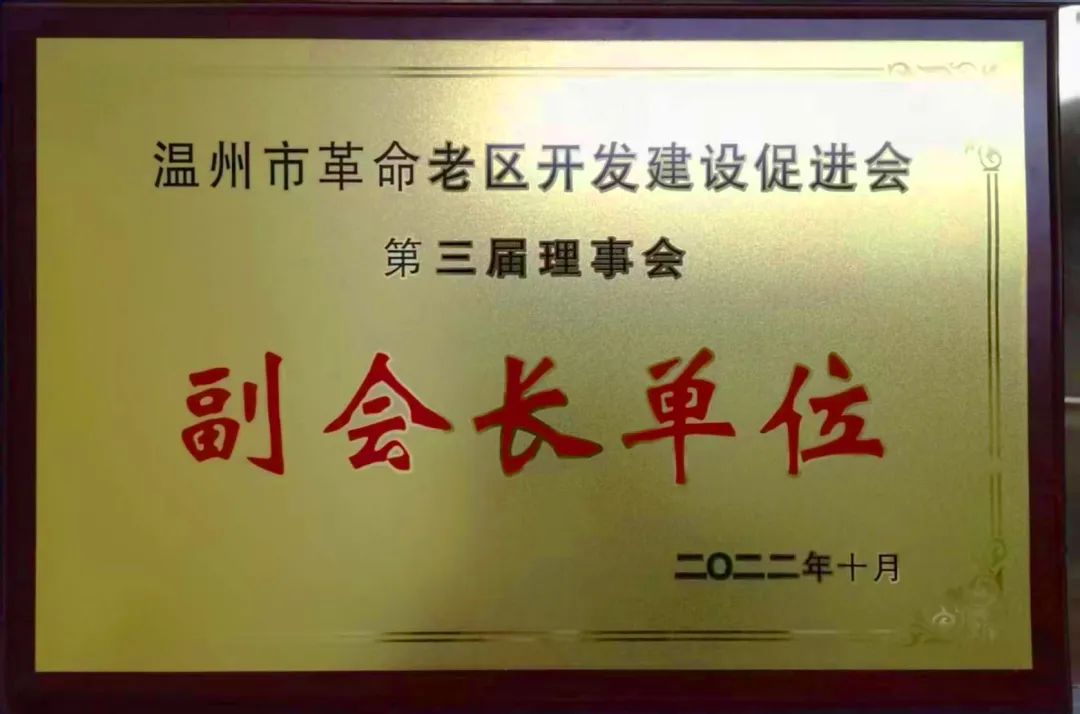 温州市革命老区开发建设促进会
第三届理事会
副会长单位
二〇二二年十月